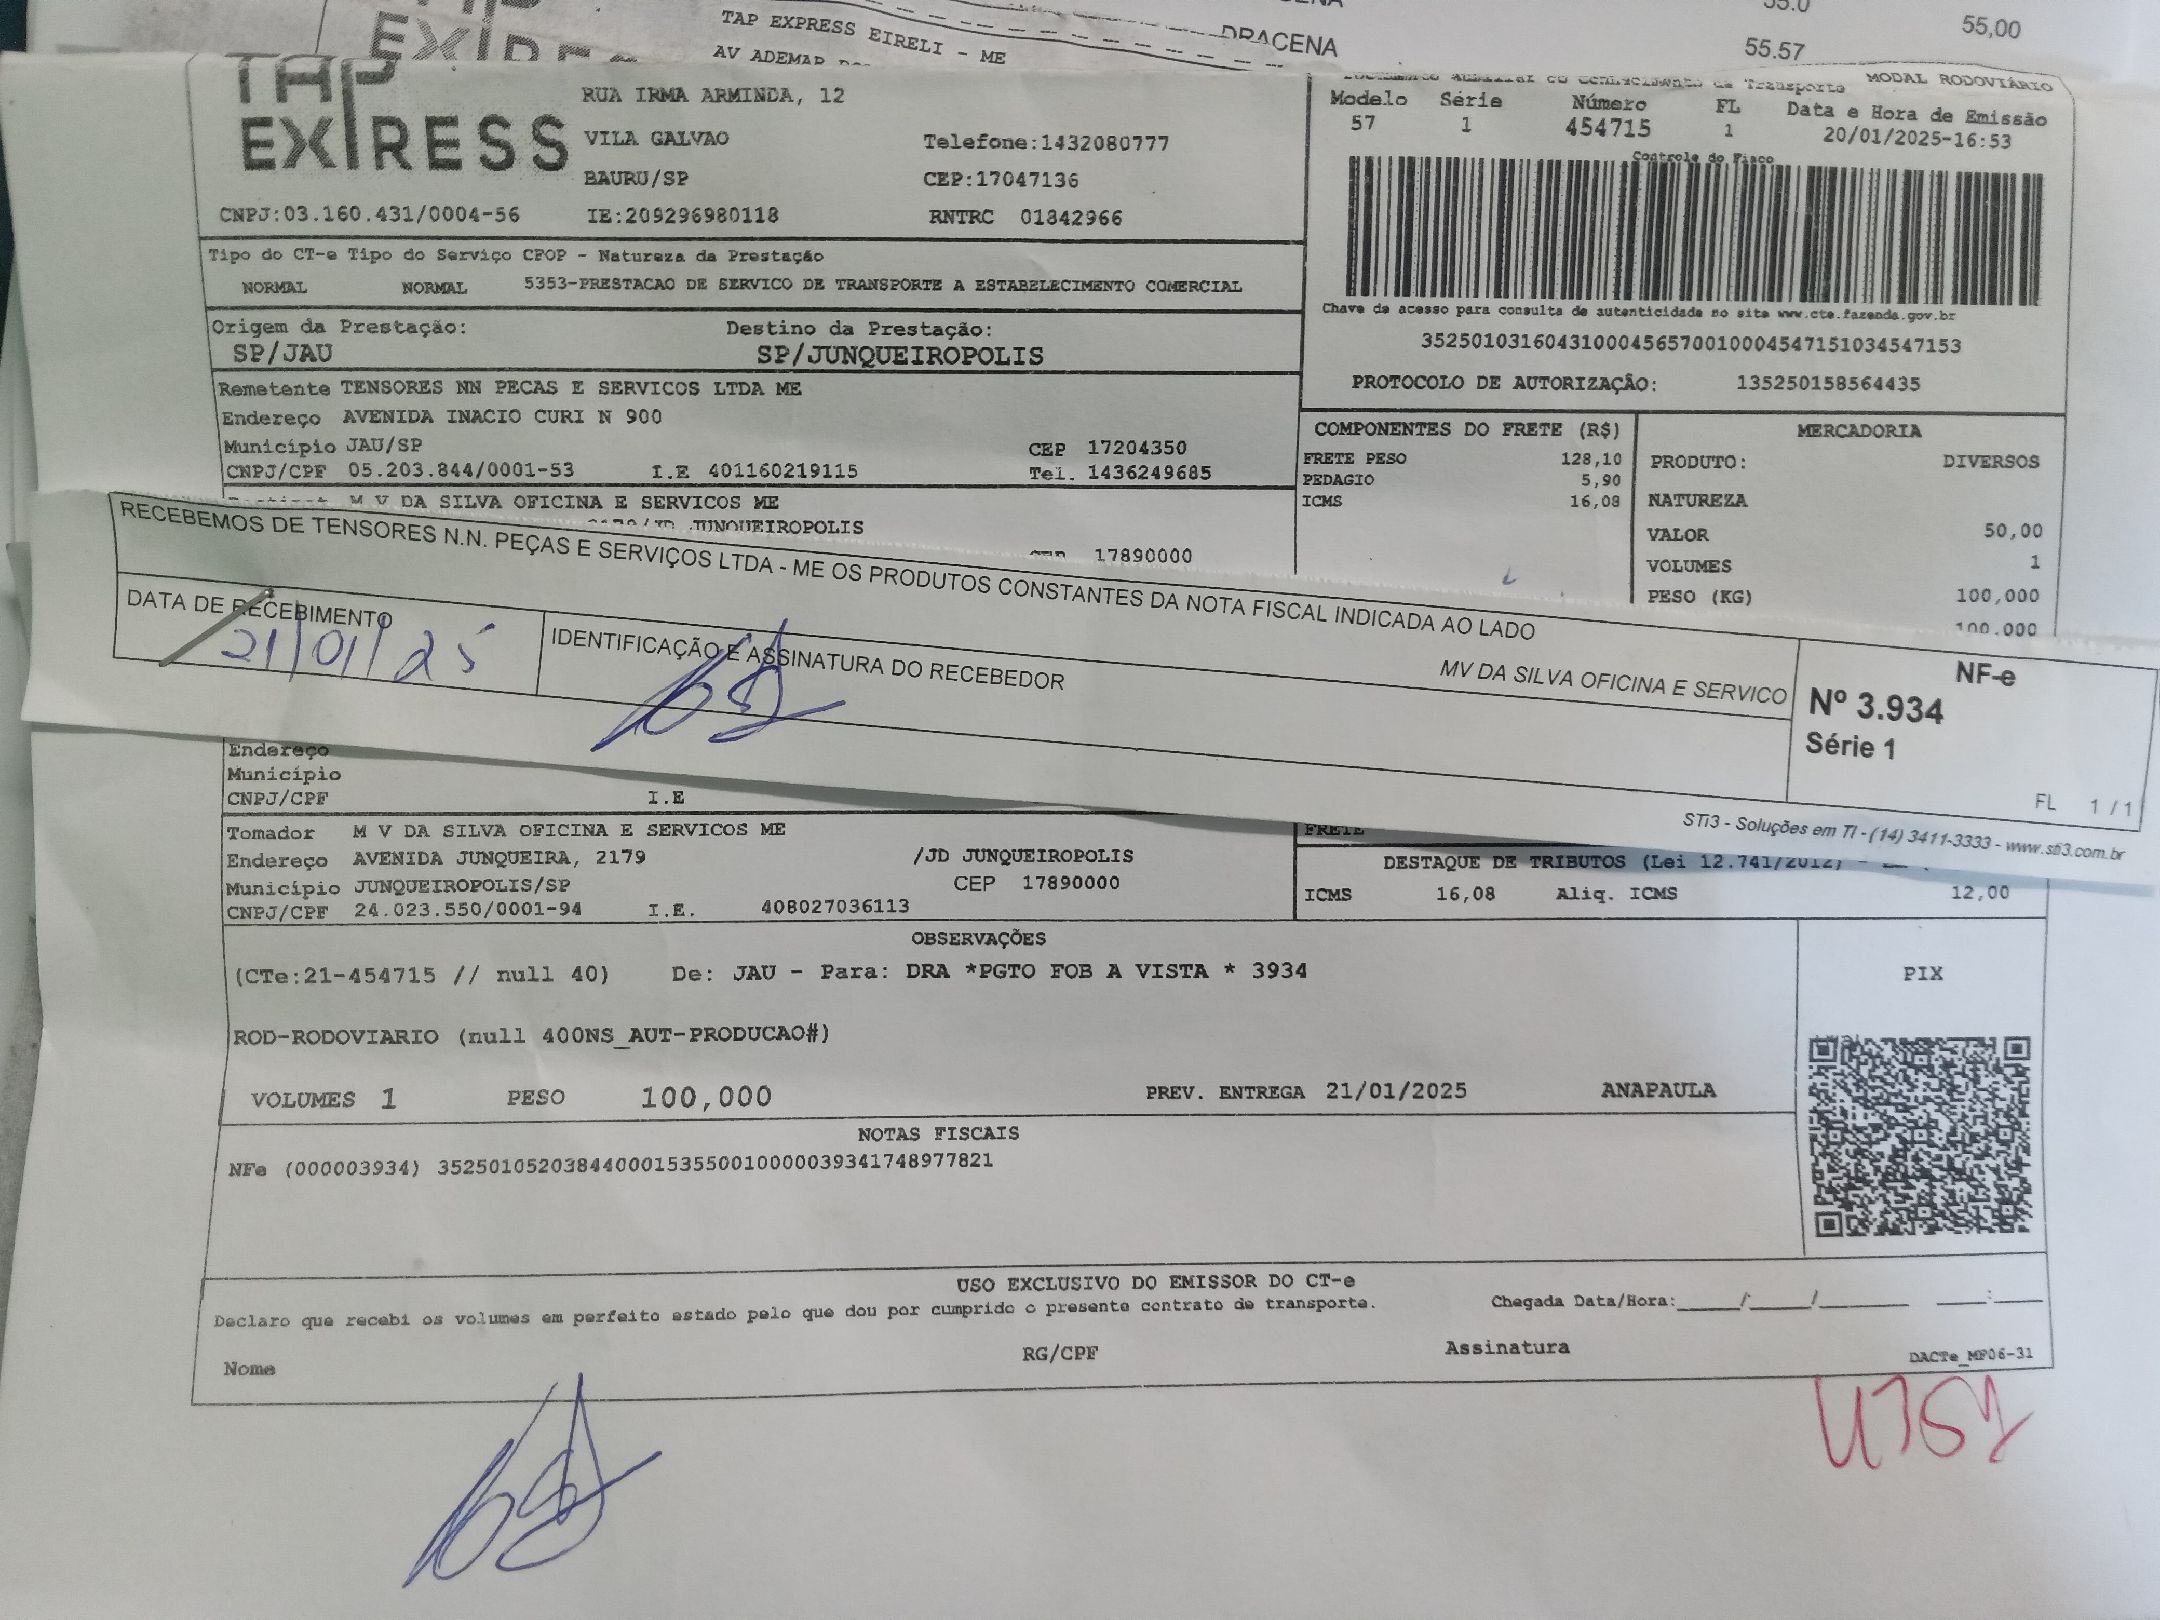 TAP EXPRESS EIRELI - ME
AV ADEMAR
DRACENA
55,00
55.57
TAP
EXPRESS
RUA IRMA ARMINDA, 12
VILA GALVAO
Telefone:1432080777
BAURU/SP
CEP:17047136
CNPJ:03.160.431/0004-56
IE:209296980118
RNTRC 01842966
MODAL RODOVIÁRIO
Modelo Série Número FL Data e Hora de Emissão
57 1 454715 1 20/01/2025-16:53
Controle do Fisco
Chave de acesso para consulta de autenticidade no site www.cte.fazenda.gov.br
35250103160431000456570010004547151034547153
PROTOCOLO DE AUTORIZAÇÃO: 135250158564435
Tipo do CT-e Tipo do Serviço CFOP - Natureza da Prestação
NORMAL NORMAL 5353-PRESTACAO DE SERVICO DE TRANSPORTE A ESTABELECIMENTO COMERCIAL
Origem da Prestação: Destino da Prestação:
SP/JAU SP/JUNQUEIROPOLIS
Remetente TENSORES NN PECAS E SERVICOS LTDA ME
Endereço AVENIDA INACIO CURI N 900
Município JAU/SP CEP 17204350
CNPJ/CPF 05.203.844/0001-53 I.E 401160219115 Tel. 1436249685
M V DA SILVA OFICINA E SERVICOS ME
JUNQUEIROPOLIS
17890000
COMPONENTES DO FRETE (R$)
FRETE PESO 128,10
PEDAGIO 5,90
ICMS 16,08
MERCADORIA
PRODUTO: DIVERSOS
NATUREZA
VALOR 50,00
VOLUMES 1
PESO (KG) 100,000
100,000
RECEBEMOS DE TENSORES N.N. PEÇAS E SERVIÇOS LTDA - ME OS PRODUTOS CONSTANTES DA NOTA FISCAL INDICADA AO LADO
DATA DE RECEBIMENTO
21/01/25
IDENTIFICAÇÃO E ASSINATURA DO RECEBEDOR
MV DA SILVA OFICINA E SERVICO
NF-e
Nº 3.934
Série 1
FL 1 / 1
STi3 - Soluções em TI - (14) 3411-3333 - www.sti3.com.br
Endereço
Município
CNPJ/CPF I.E
Tomador M V DA SILVA OFICINA E SERVICOS ME
Endereço AVENIDA JUNQUEIRA, 2179 /JD JUNQUEIROPOLIS
Município JUNQUEIROPOLIS/SP CEP 17890000
CNPJ/CPF 24.023.550/0001-94 I.E. 408027036113
FRETE
DESTAQUE DE TRIBUTOS (Lei 12.741/2012) -
ICMS 16,08 Aliq. ICMS 12,00
OBSERVAÇÕES
(CTe:21-454715 // null 40) De: JAU - Para: DRA *PGTO FOB A VISTA * 3934
ROD-RODOVIARIO (null 400NS_AUT-PRODUCAO#)
VOLUMES 1 PESO 100,000 PREV. ENTREGA 21/01/2025 ANAPAULA
PIX
NOTAS FISCAIS
NFe (000003934) 35250105203844000153550010000039341748977821
USO EXCLUSIVO DO EMISSOR DO CT-e
Declaro que recebi os volumes em perfeito estado pelo que dou por cumprido o presente contrato de transporte.
Chegada Data/Hora:_____/_____/_______ ____:____
Nome RG/CPF Assinatura
DACTe_MF06-31